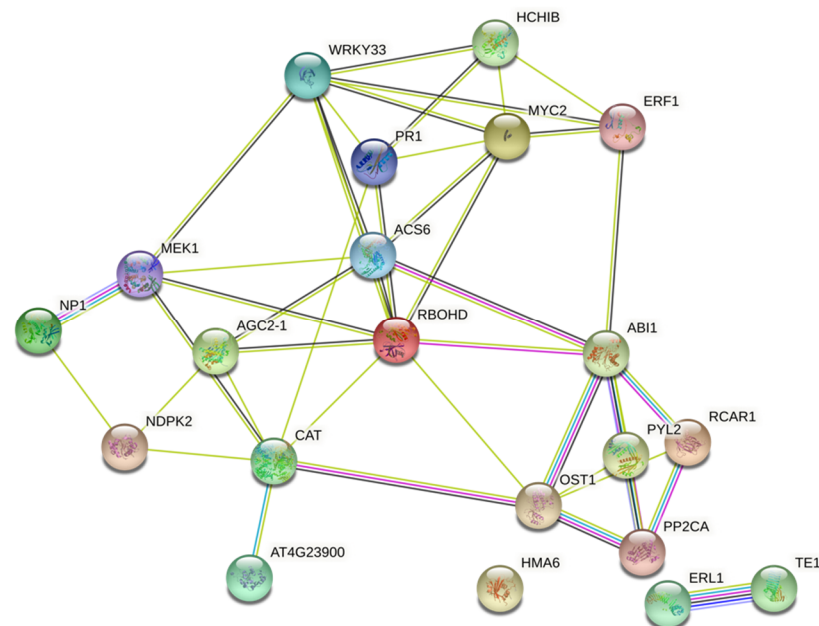 HCHIB
WRKY33
ERF1
MYC2
PR1
ACS6
MEK1
NP1
RBOHD
AGC2-1
ABI1
NDPK2
RCAR1
PYL2
CAT
OST1
PP2CA
AT4G23900
HMA6
ERL1
TE1